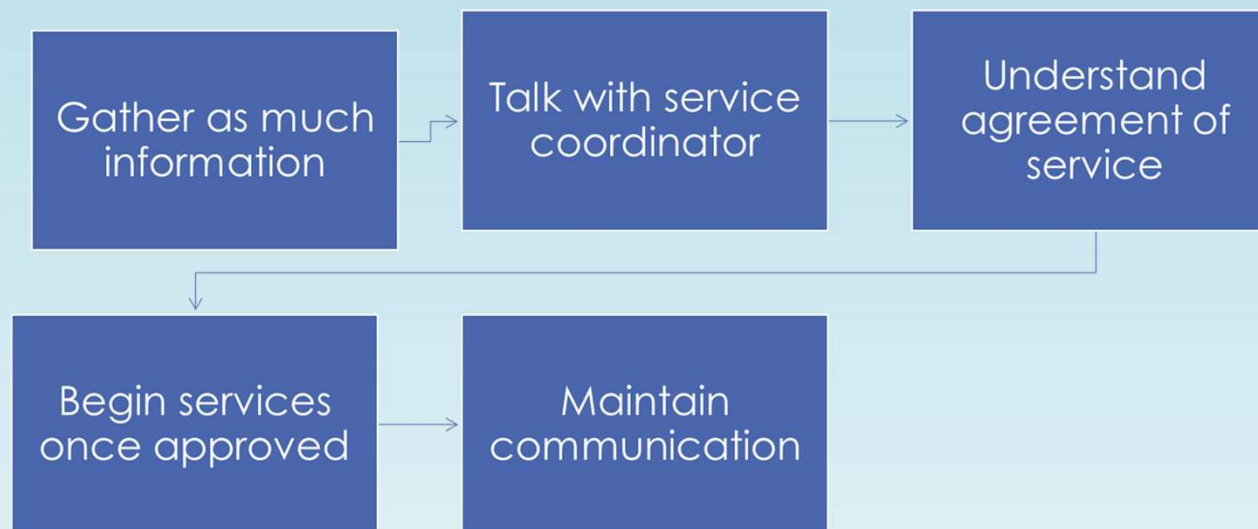 Gather as much
information
Talk with service
coordinator
Understand
agreement of
service
Begin services
once approved
Maintain
communication